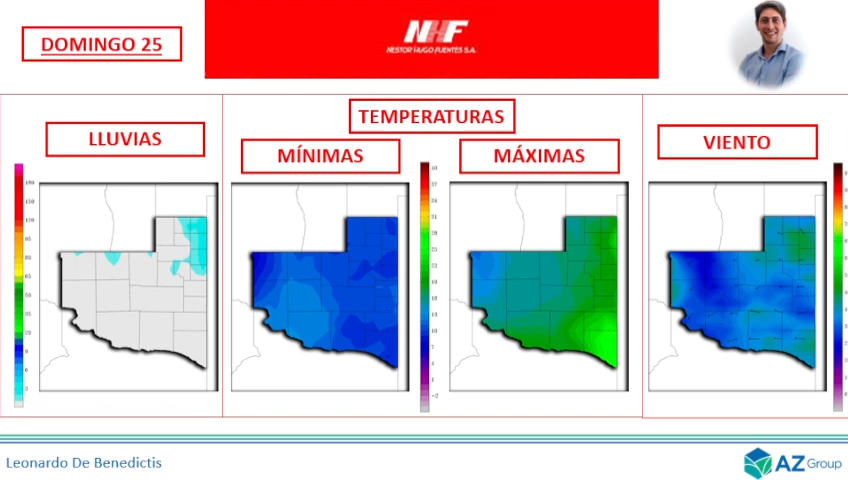 DOMINGO 25
NHF
NESTOR HUGO FUENTES S.A.
LLUVIAS
TEMPERATURAS
MÍNIMAS
MÁXIMAS
VIENTO
Leonardo De Benedictis
AZ Group